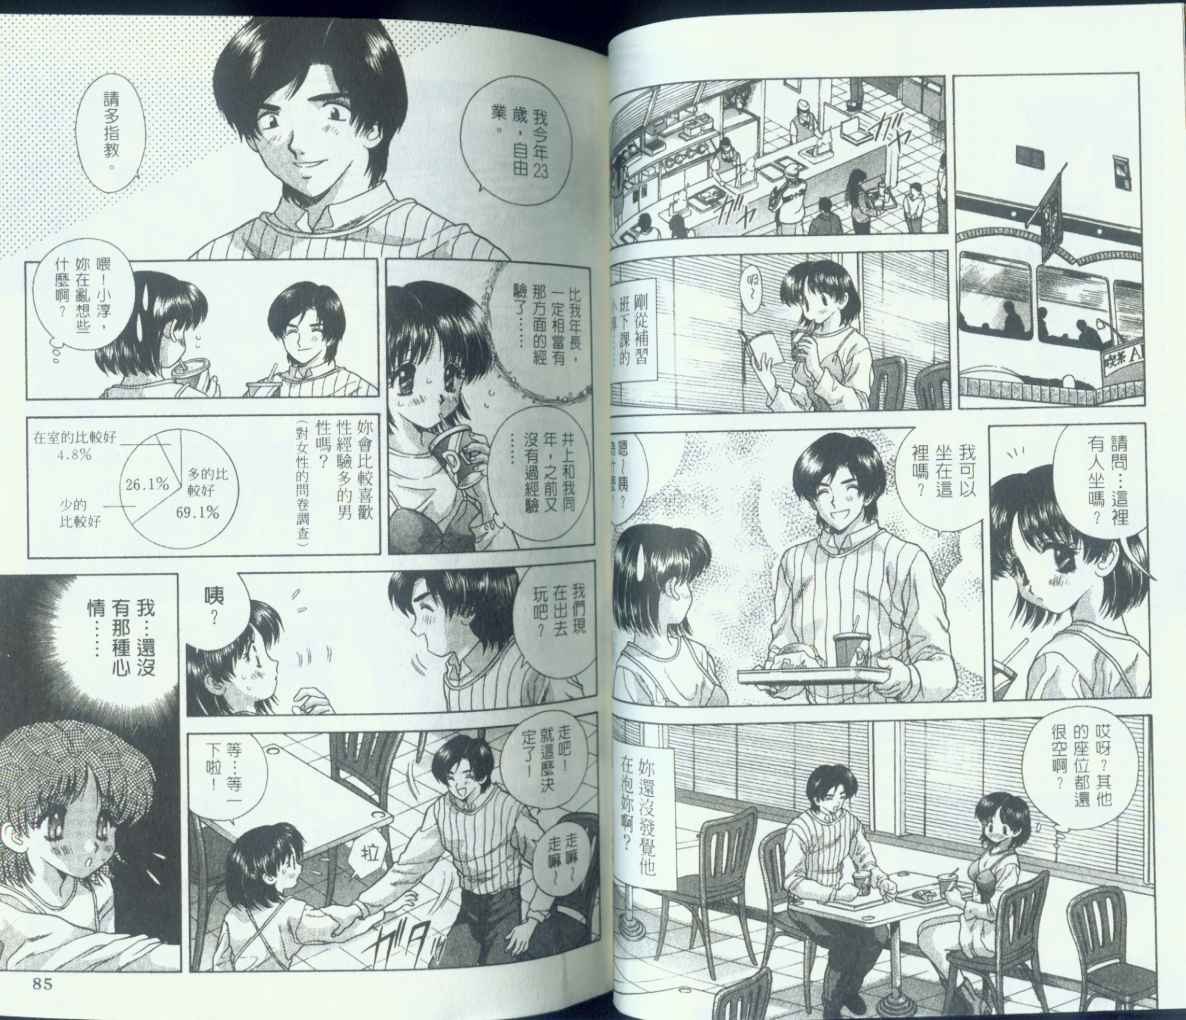 喫茶 A
ガヤ
ガヤ
剛從補習
班下課的
請問…這裡
有人坐嗎？
我可以
坐在這
裡嗎？
嗯～咦
哎呀？其他
的座位都還
很空啊？
妳還沒發覺他
在泡妳啊？
我今年23
歲，自由
業。
請多指教。
比我年長，
一定相當有
那方面的經
驗了……
井上和我同
年，之前又
沒有過經驗
……
喂！小淳，
妳在亂想些
什麼啊？
妳會比較喜歡
性經驗多的男
性嗎？
（對女性的問卷調查）
在室的比較好
4.8%
26.1%
多的比
較好
69.1%
少的
比較好
我們現
在出去
玩吧？
咦？
我…還沒
有那種心
情……
走吧！
就這麼決
定了！
走嘛～
走嘛～
等…等一
下啦！
拉
ガタ
85